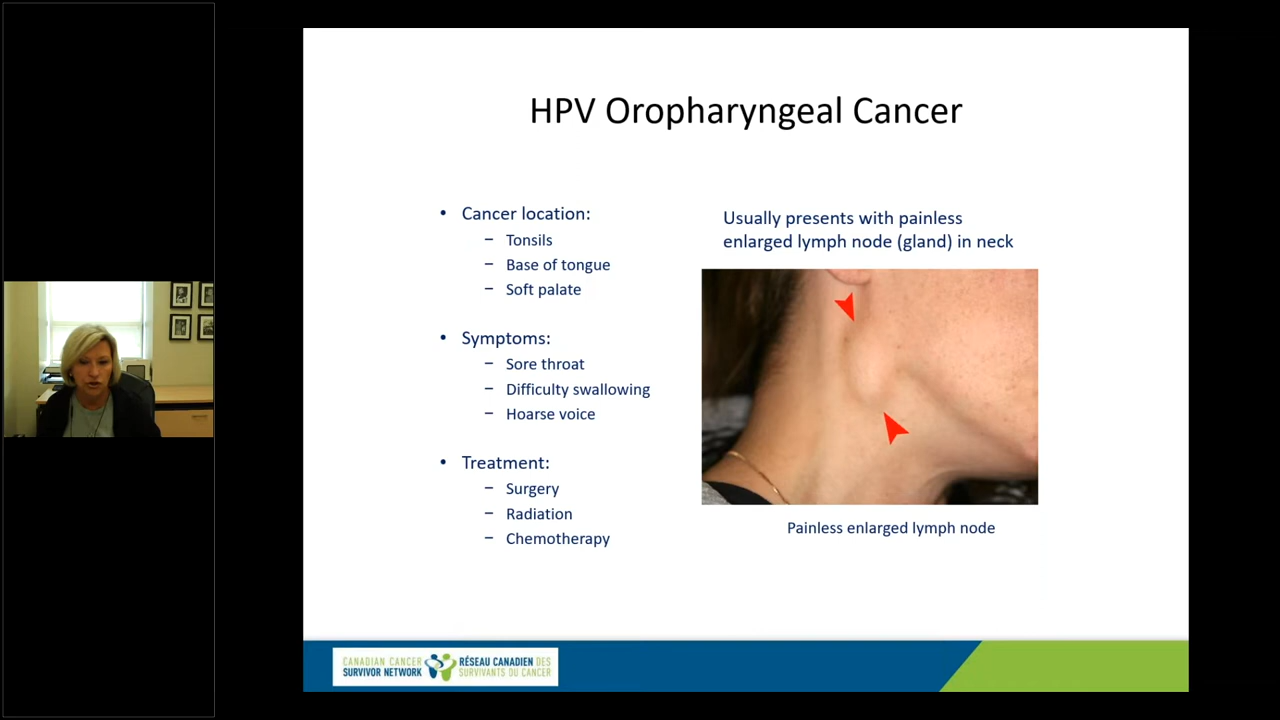 HPV Oropharyngeal Cancer
• Cancer location:
– Tonsils
– Base of tongue
– Soft palate
• Symptoms:
– Sore throat
– Difficulty swallowing
– Hoarse voice
• Treatment:
– Surgery
– Radiation
– Chemotherapy
Usually presents with painless
enlarged lymph node (gland) in neck
Painless enlarged lymph node
CANADIAN CANCER
SURVIVOR NETWORK
RÉSEAU CANADIEN DES
SURVIVANTS DU CANCER